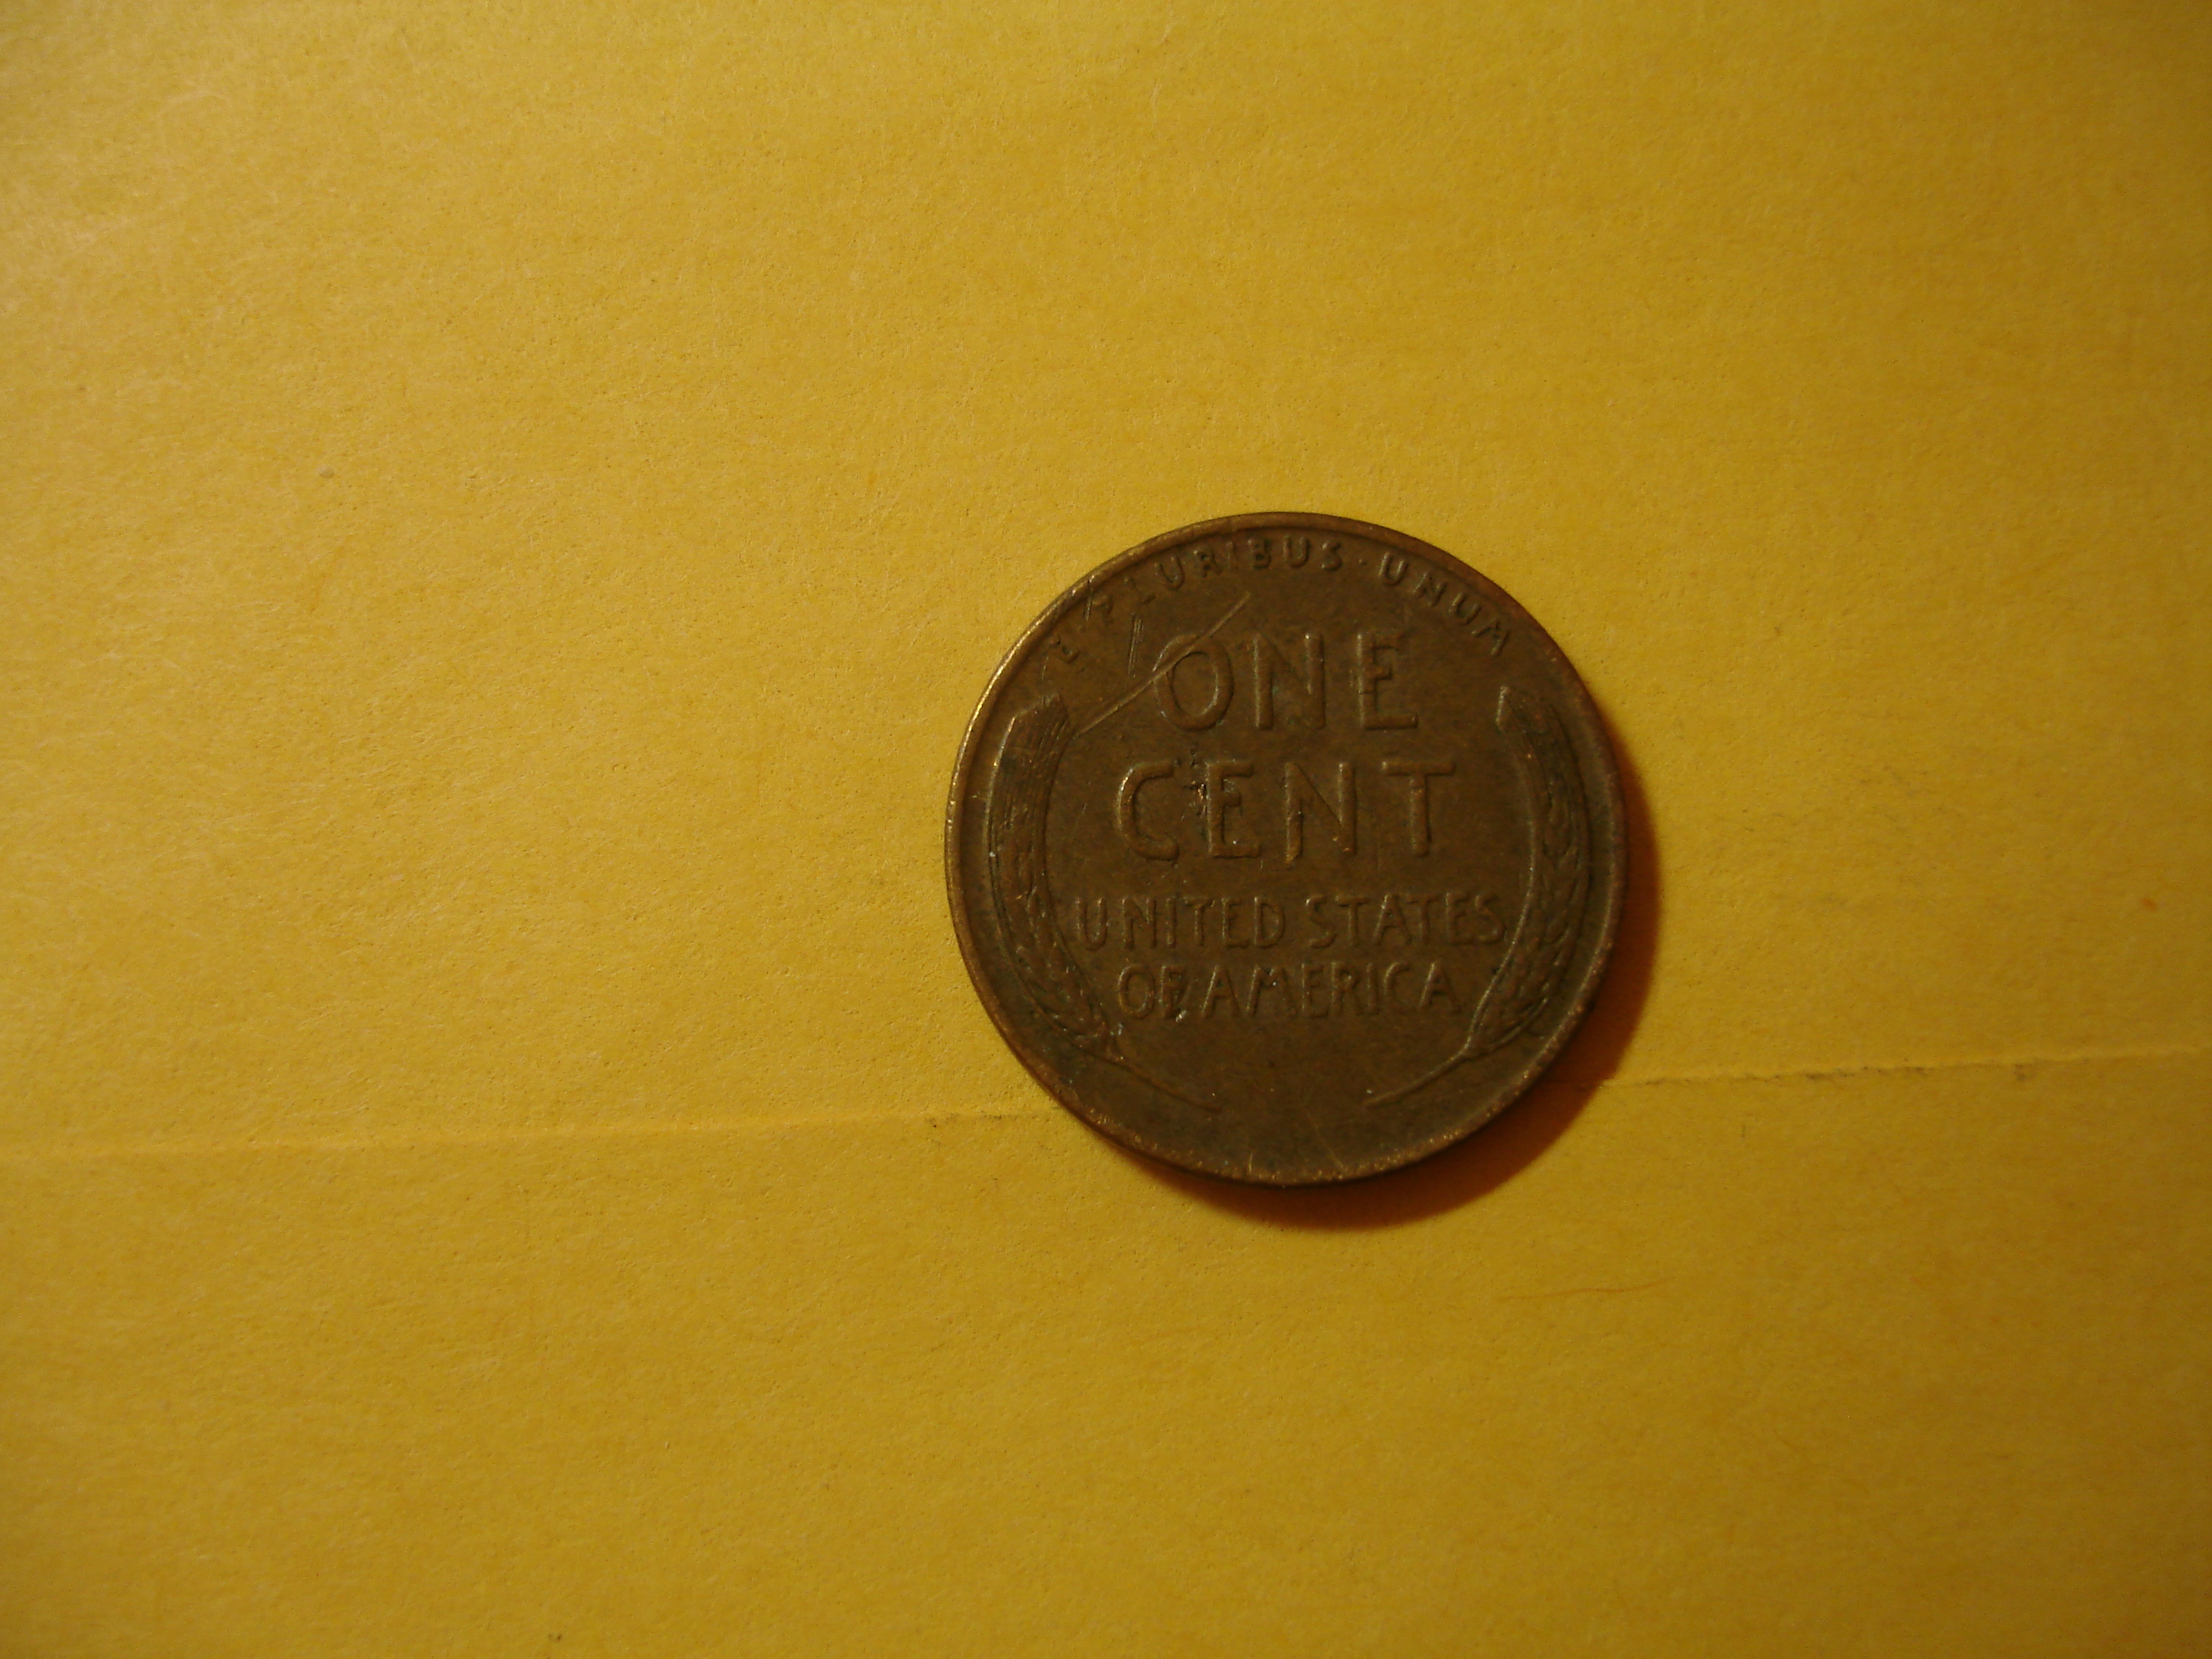 E · PLURIBUS · UNUM
ONE
CENT
UNITED STATES
OF AMERICA